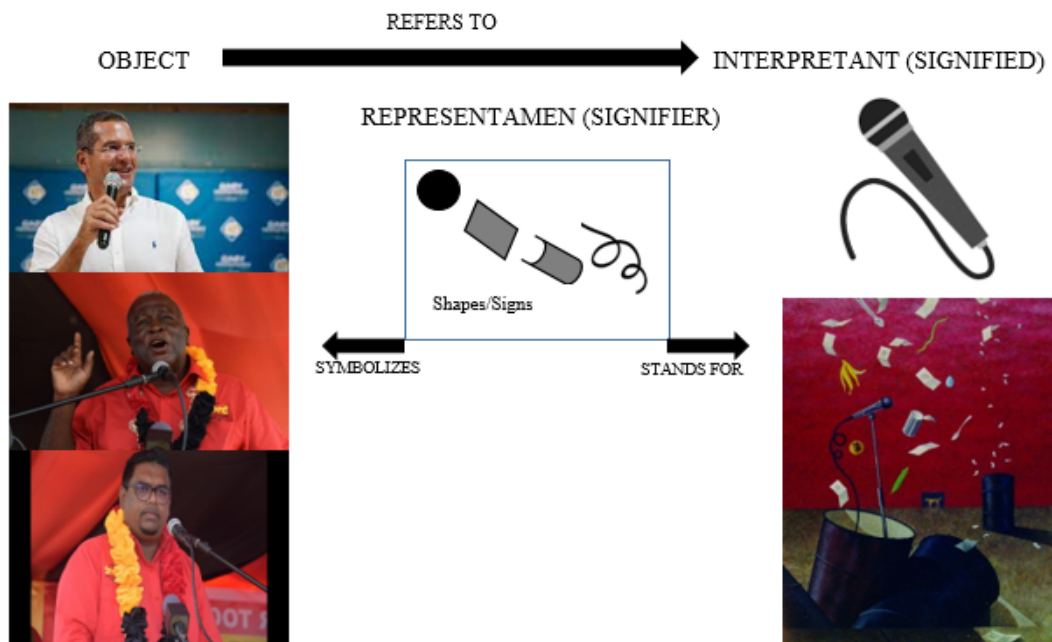 REFERS TO
OBJECT
INTERPRETANT (SIGNIFIED)
REPRESENTAMEN (SIGNIFIER)
Shapes/Signs
SYMBOLIZES
STANDS FOR